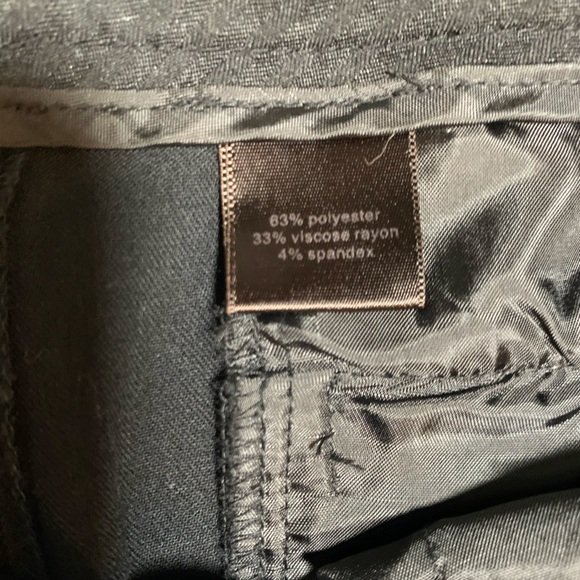 63% polyester
33% viscose rayon
4% spandex